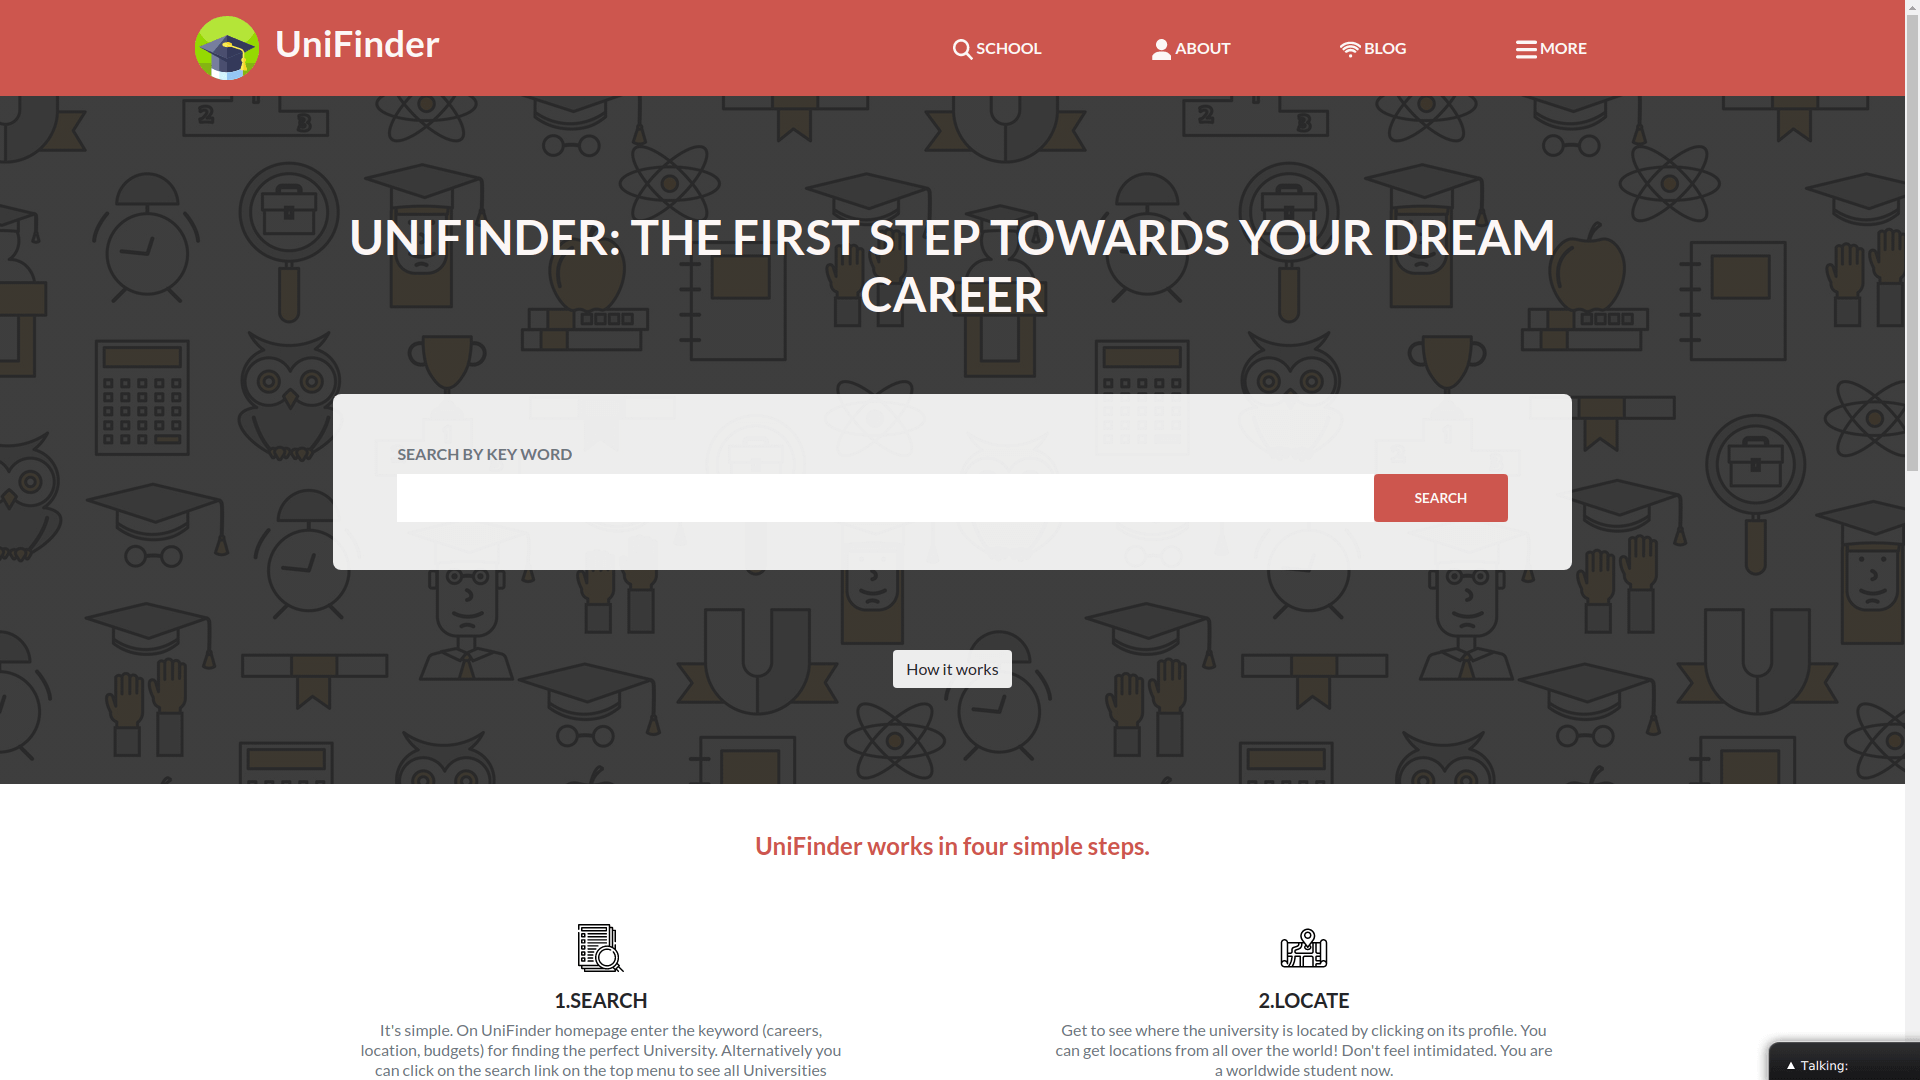 UniFinder
SCHOOL
ABOUT
BLOG
MORE
UNIFINDER: THE FIRST STEP TOWARDS YOUR DREAM
CAREER
SEARCH BY KEY WORD
SEARCH
How it works
UniFinder works in four simple steps.
1.SEARCH
It's simple. On UniFinder homepage enter the keyword (careers,
location, budgets) for finding the perfect University. Alternatively you
can click on the search link on the top menu to see all Universities
2.LOCATE
Get to see where the university is located by clicking on its profile. You
can get locations from all over the world! Don't feel intimidated. You are
a worldwide student now.
▲ Talking: